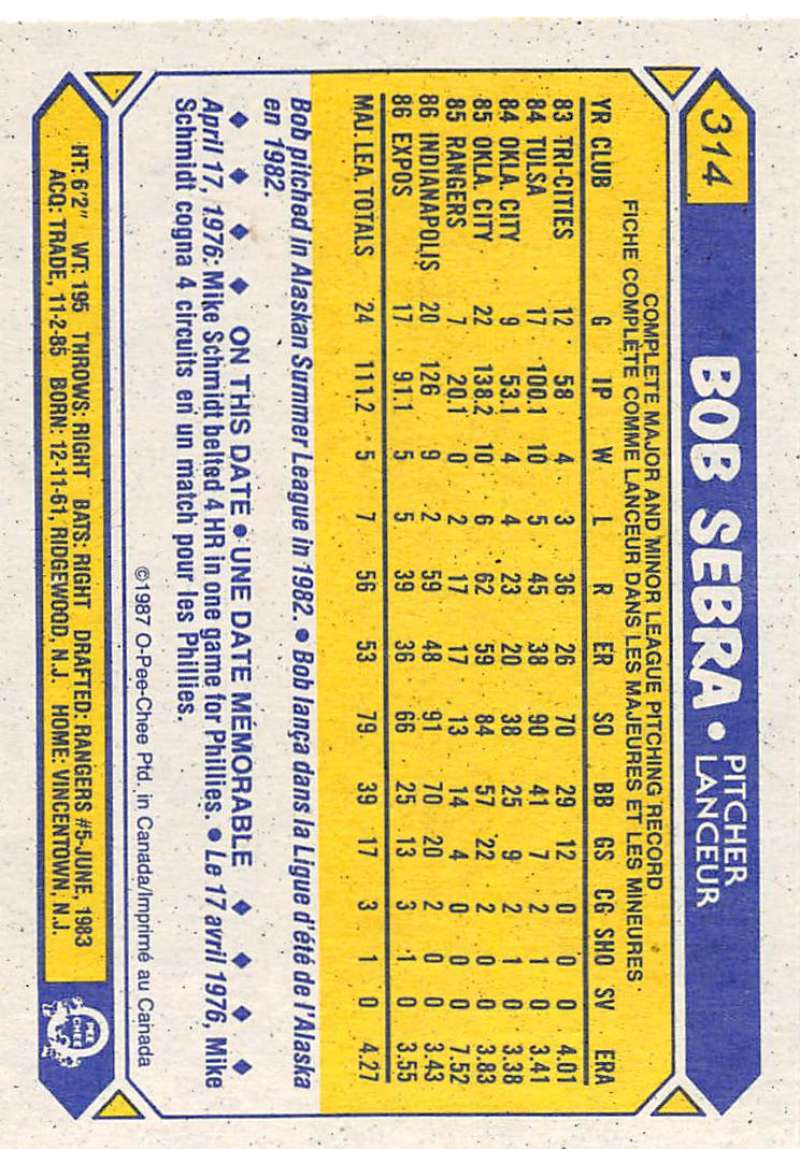 314
BOB SEBRA • PITCHER
LANCEUR
COMPLETE MAJOR AND MINOR LEAGUE PITCHING RECORD
FICHE COMPLÈTE COMME LANCEUR DANS LES MAJEURES ET LES MINEURES
YR CLUB G IP W L R ER SO BB GS CG SHO SV ERA
83 TRI-CITIES 12 58 4 3 36 26 70 29 12 0 0 0 4.01
84 TULSA 17 100.1 10 5 45 38 90 41 7 2 1 0 3.41
84 OKLA. CITY 9 53.1 4 4 23 20 38 25 9 2 1 0 3.38
85 OKLA. CITY 22 138.2 10 6 62 59 84 57 22 2 0 0 3.83
85 RANGERS 7 20.1 0 2 17 17 13 14 4 0 0 0 7.52
86 INDIANAPOLIS 20 126 9 2 59 48 91 70 20 2 0 0 3.43
86 EXPOS 17 91.1 5 5 39 36 66 25 13 3 1 0 3.55
MAJ. LEA. TOTALS 24 111.2 5 7 56 53 79 39 17 3 1 0 4.27
Bob pitched in Alaskan Summer League in 1982. • Bob lança dans la Ligue d'été de l'Alaska
en 1982.
◆ ◆ ◆ ◆ ON THIS DATE • UNE DATE MÉMORABLE ◆ ◆ ◆ ◆
April 17, 1976: Mike Schmidt belted 4 HR in one game for Phillies. • Le 17 avril 1976, Mike
Schmidt cogna 4 circuits en un match pour les Phillies.
©1987 O-Pee-Chee Ptd. in Canada/Imprimé au Canada
HT: 6'2" WT: 195 THROWS: RIGHT BATS: RIGHT DRAFTED: RANGERS #5-JUNE, 1983
ACQ: TRADE, 11-2-85 BORN: 12-11-61, RIDGEWOOD, N.J. HOME: VINCENTOWN, N.J.
O
PEE
CHEE